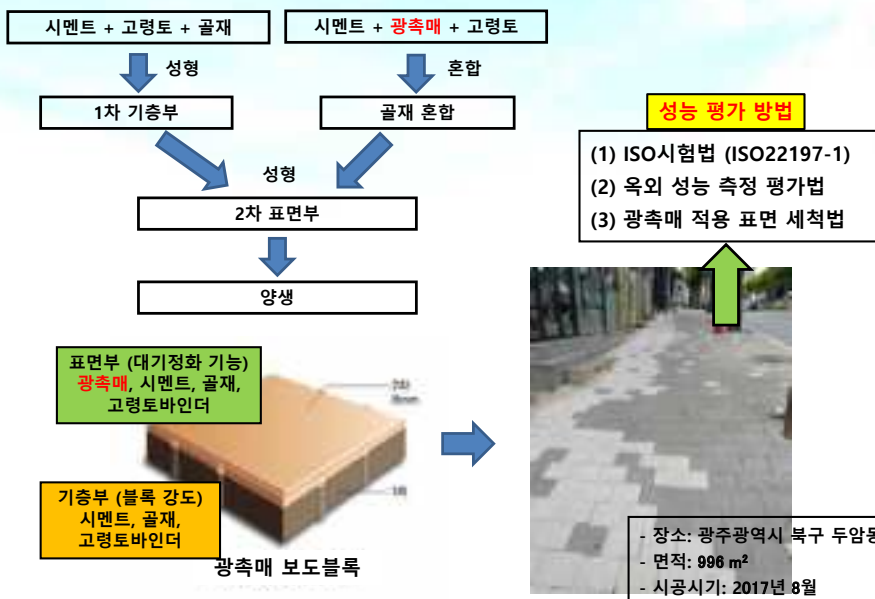 시멘트 + 고령토 + 골재
시멘트 + 광촉매 + 고령토
성형
혼합
1차 기층부
골재 혼합
성형
2차 표면부
양생
성능 평가 방법
(1) ISO시험법 (ISO22197-1)
(2) 옥외 성능 측정 평가법
(3) 광촉매 적용 표면 세척법
표면부 (대기정화 기능)
광촉매, 시멘트, 골재,
고령토바인더
기층부 (블록 강도)
시멘트, 골재,
고령토바인더
광촉매 보도블록
- 장소: 광주광역시 북구 두암동
- 면적: 996 m²
- 시공시기: 2017년 8월